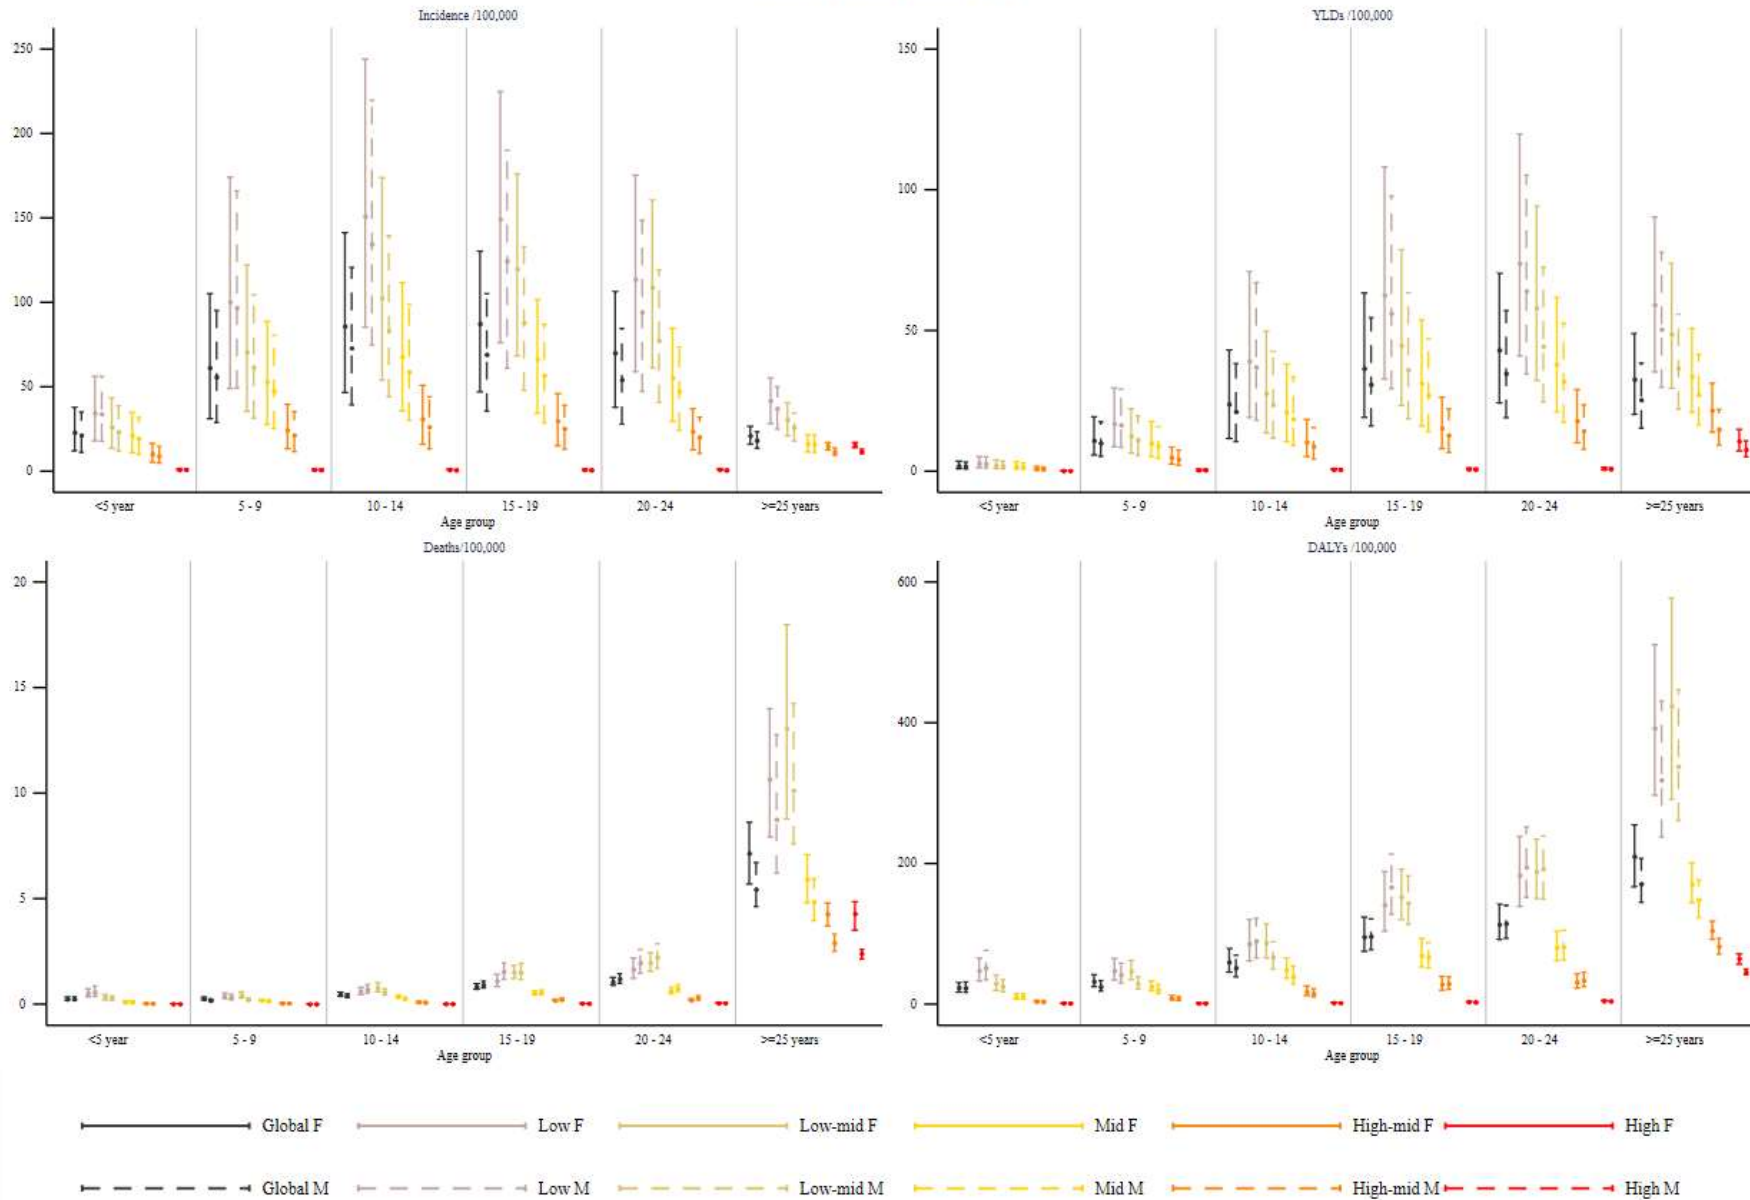 Incidence /100,000
250
200
150
100
50
0
<5 year
5 - 9
10 - 14
15 - 19
20 - 24
>=25 years
Age group
YLDs /100,000
150
100
50
0
<5 year
5 - 9
10 - 14
15 - 19
20 - 24
>=25 years
Age group
Deaths/100,000
20
15
10
5
0
<5 year
5 - 9
10 - 14
15 - 19
20 - 24
>=25 years
Age group
DALYs /100,000
600
400
200
0
<5 year
5 - 9
10 - 14
15 - 19
20 - 24
>=25 years
Age group
Global F
Low F
Low-mid F
Mid F
High-mid F
High F
Global M
Low M
Low-mid M
Mid M
High-mid M
High M